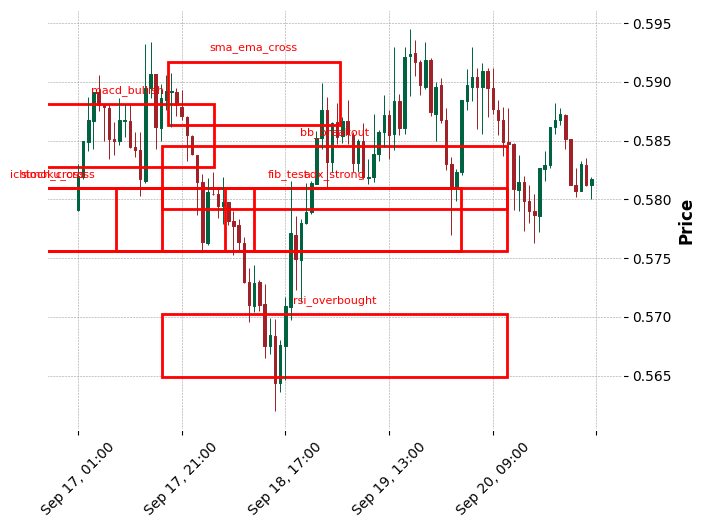 0.595
sma_ema_cross
0.590
macd_bullish
bb_breakout
0.585
fib_test
adx_strong
0.580
Price
0.575
rsi_overbought
0.570
0.565
Sep 17, 01:00
Sep 17, 21:00
Sep 18, 17:00
Sep 19, 13:00
Sep 20, 09:00